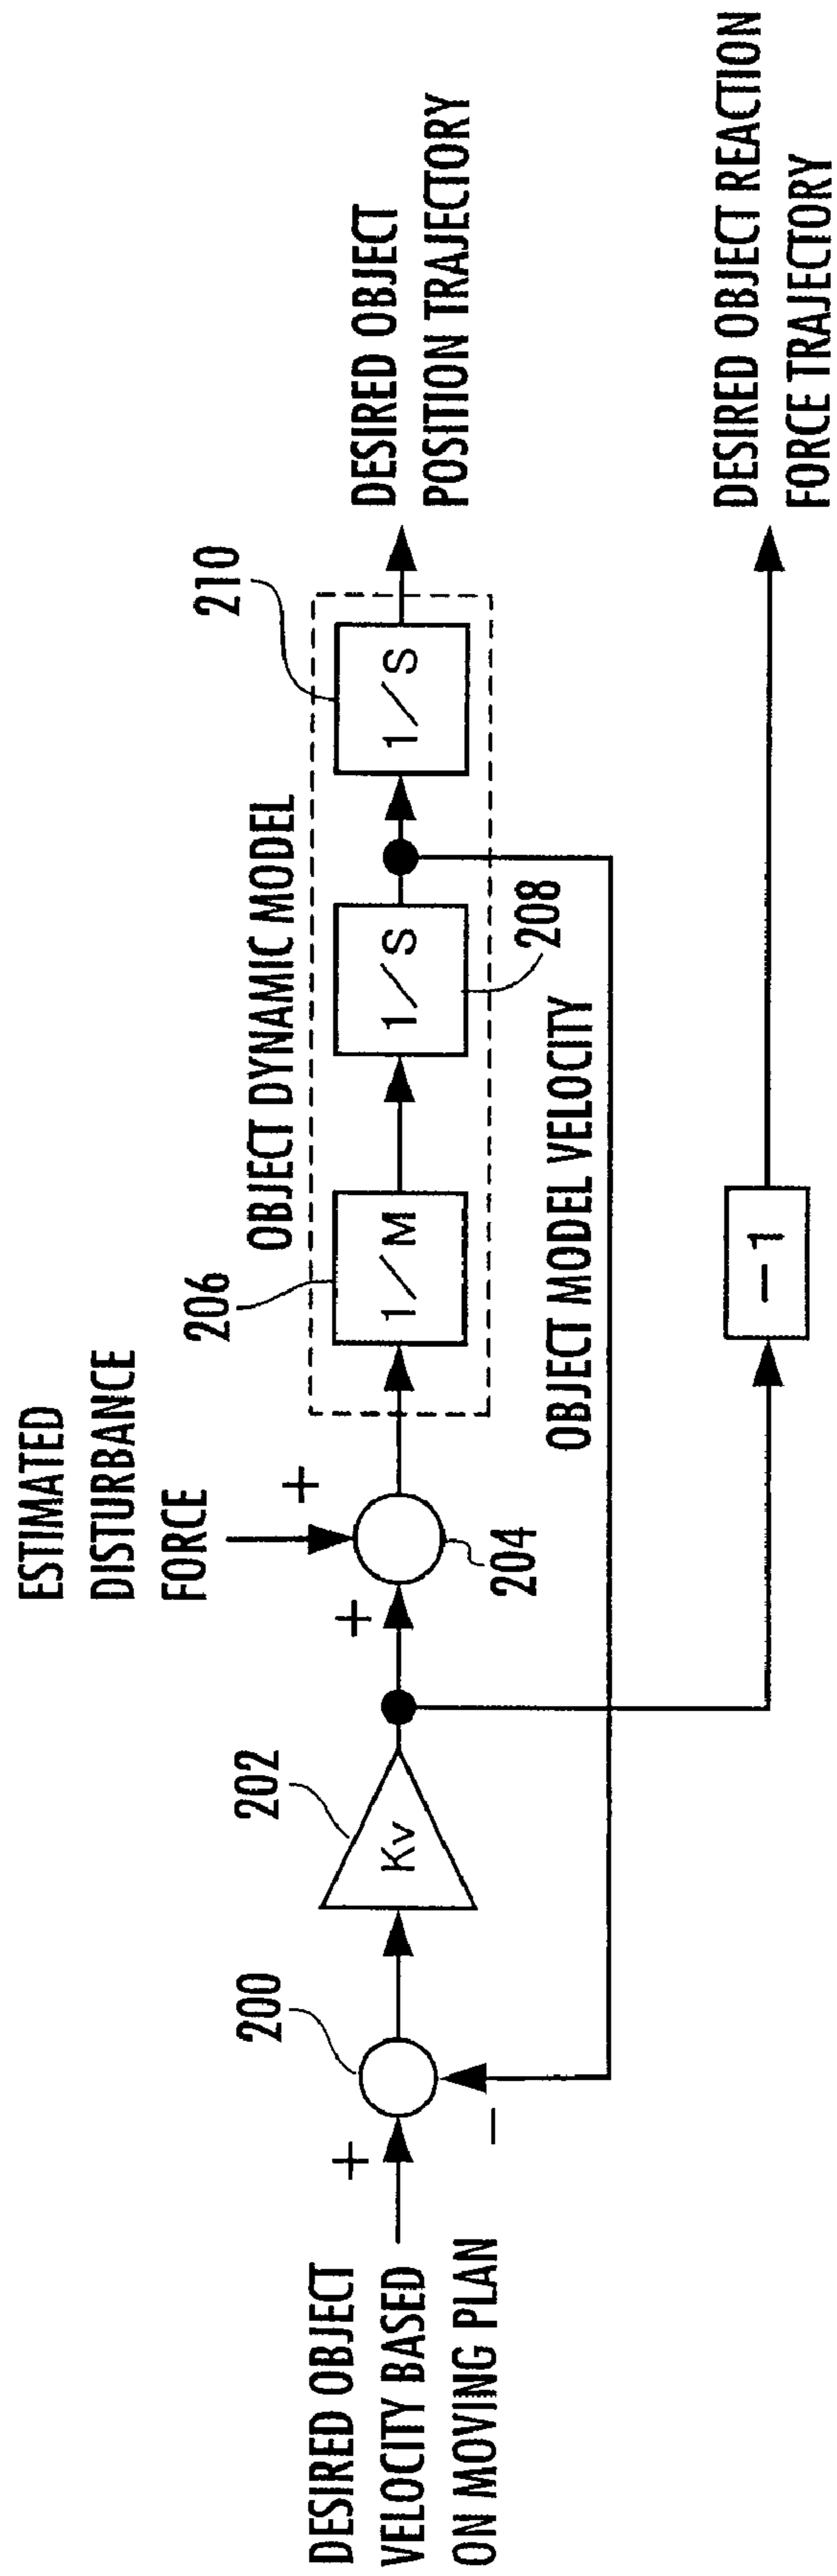 ESTIMATED
DISTURBANCE
FORCE
DESIRED OBJECT
VELOCITY BASED
ON MOVING PLAN
+
−
200
202
Kv
+
+
204
206
OBJECT DYNAMIC MODEL
1/M
1/S
208
1/S
210
OBJECT MODEL VELOCITY
DESIRED OBJECT
POSITION TRAJECTORY
−1
DESIRED OBJECT REACTION
FORCE TRAJECTORY